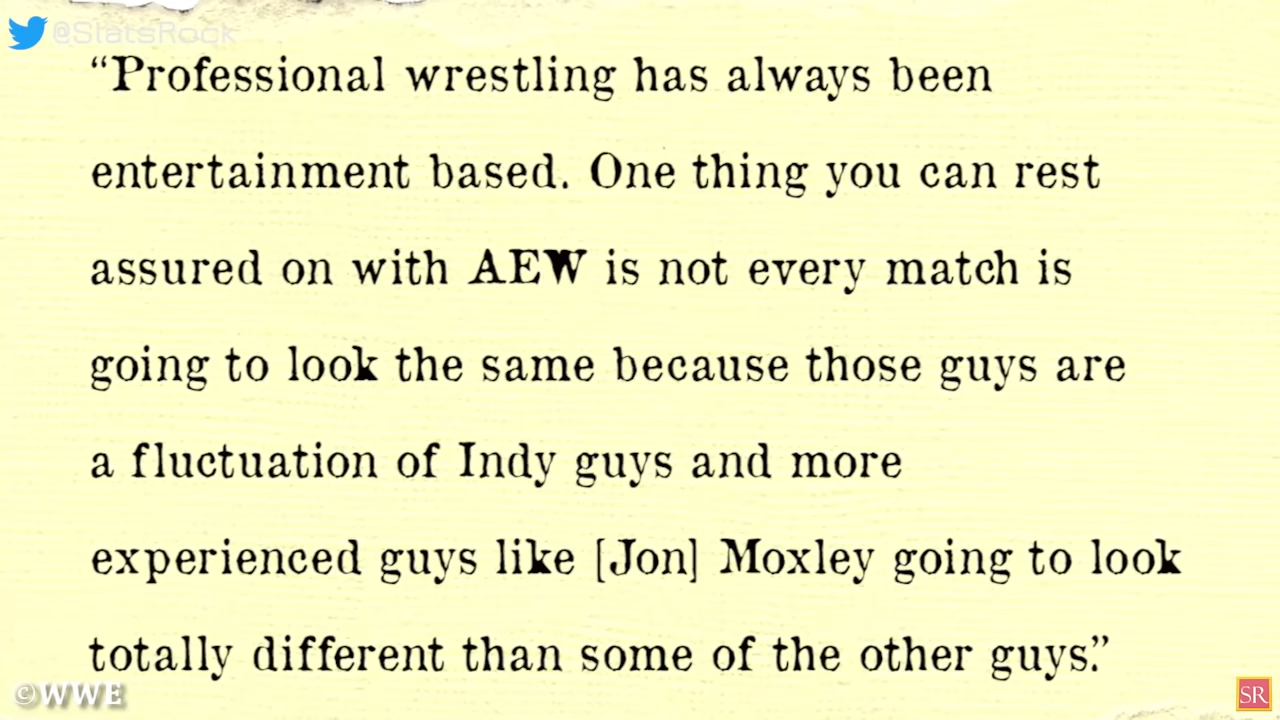 @StatsRock
“Professional wrestling has always been
entertainment based. One thing you can rest
assured on with AEW is not every match is
going to look the same because those guys are
a fluctuation of Indy guys and more
experienced guys like [Jon] Moxley going to look
totally different than some of the other guys.”
©WWE
SR